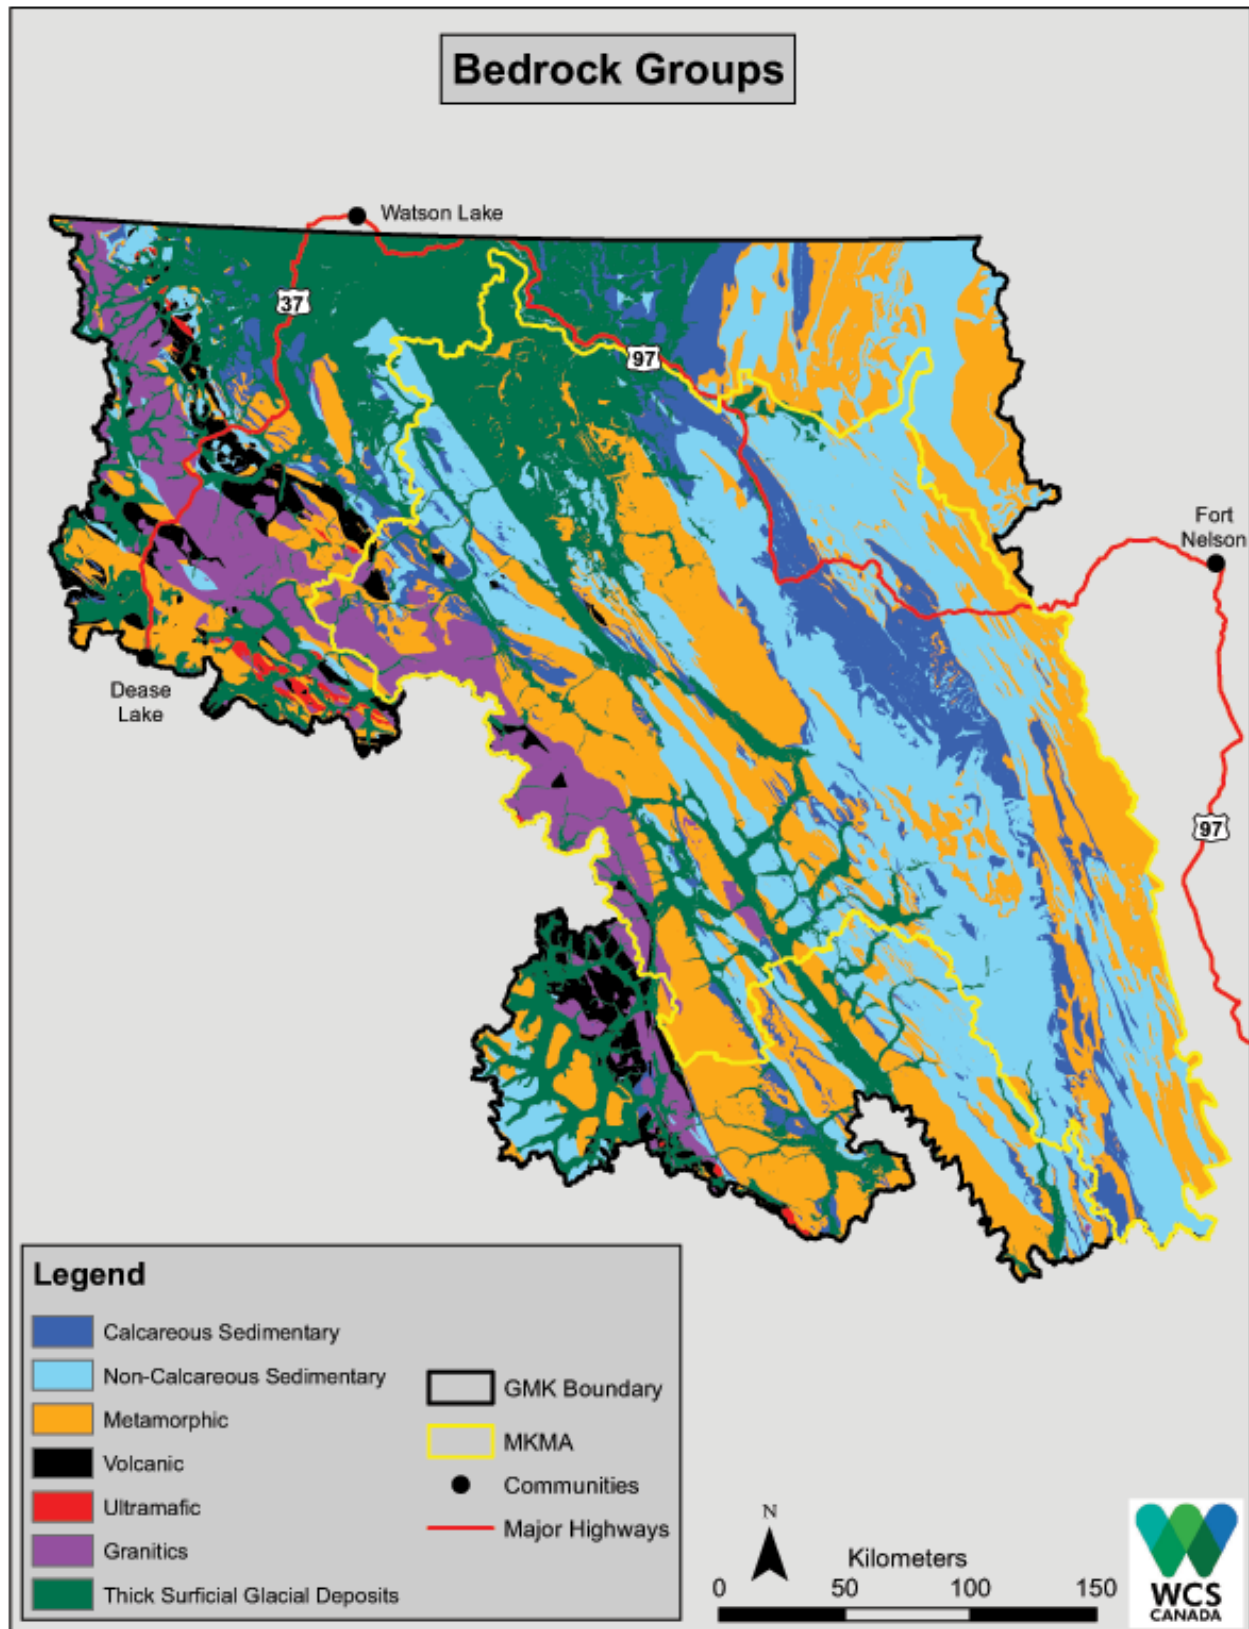 Bedrock Groups
Watson Lake
37
97
Fort
Nelson
Dease
Lake
97
Legend
Calcareous Sedimentary
Non-Calcareous Sedimentary
Metamorphic
Volcanic
Ultramafic
Granitics
Thick Surficial Glacial Deposits
GMK Boundary
MKMA
Communities
Major Highways
N
Kilometers
0 50 100 150
WCS
CANADA